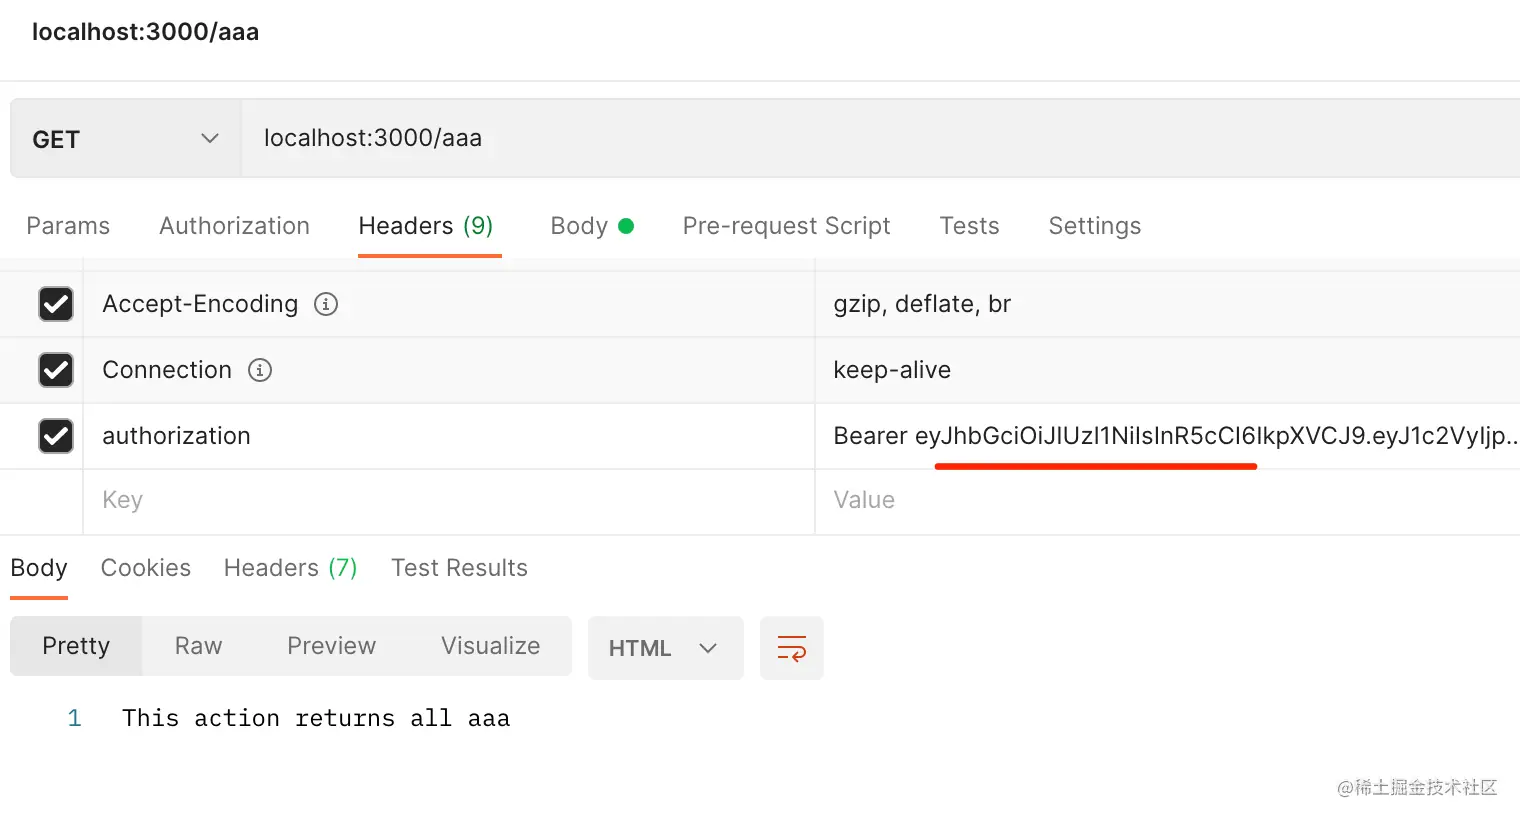 localhost:3000/aaa
GET localhost:3000/aaa
Params Authorization Headers (9) Body Pre-request Script Tests Settings
Accept-Encoding gzip, deflate, br
Connection keep-alive
authorization Bearer eyJhbGciOiJIUzI1NiIsInR5cCI6IkpXVCJ9.eyJ1c2VyIjp...
Key Value
Body Cookies Headers (7) Test Results
Pretty Raw Preview Visualize HTML
1 This action returns all aaa
@稀土掘金技术社区